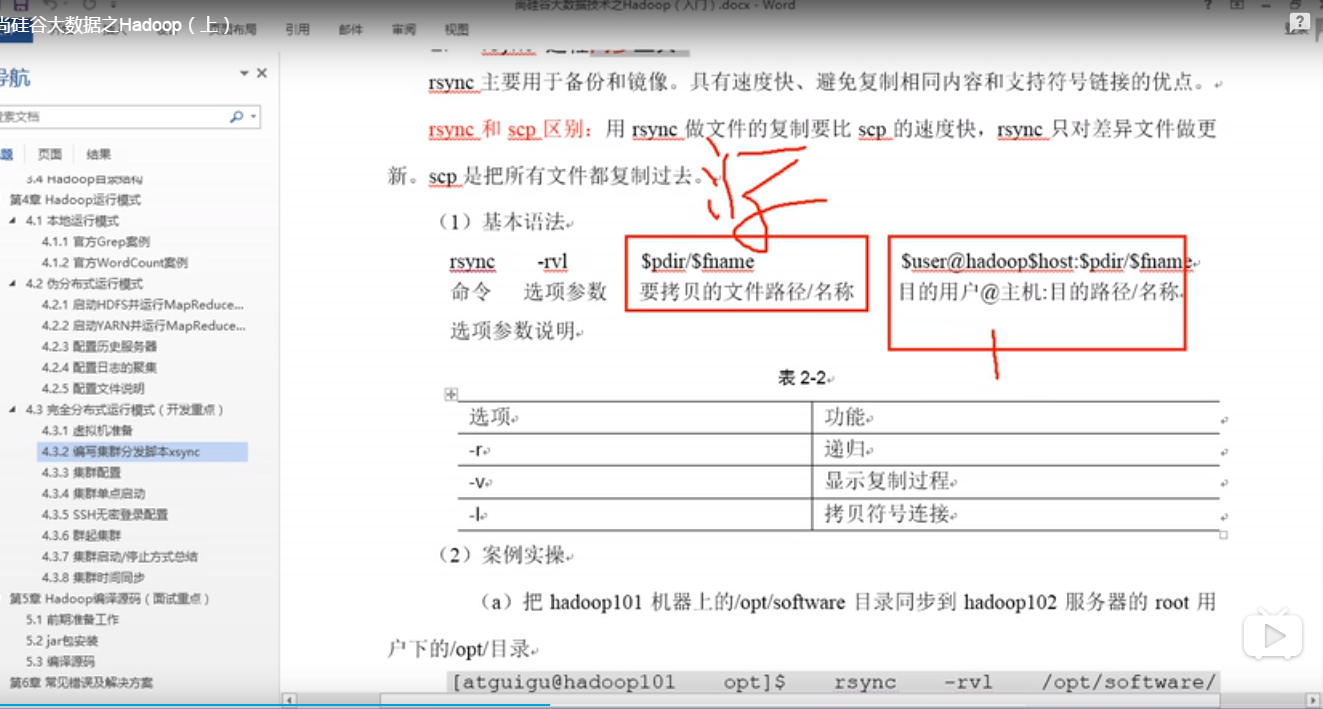 尚硅谷大数据技术之Hadoop（入门）.docx - Word
尚硅谷大数据之Hadoop（上）
布局 引用 邮件 审阅 视图
导航
搜索文档
题 页面 结果
3.4 Hadoop目录结构
第4章 Hadoop运行模式
4.1 本地运行模式
4.1.1 官方Grep案例
4.1.2 官方WordCount案例
4.2 伪分布式运行模式
4.2.1 启动HDFS并运行MapReduce...
4.2.2 启动YARN并运行MapReduce...
4.2.3 配置历史服务器
4.2.4 配置日志的聚集
4.2.5 配置文件说明
4.3 完全分布式运行模式（开发重点）
4.3.1 虚拟机准备
4.3.2 编写集群分发脚本xsync
4.3.3 集群配置
4.3.4 集群单点启动
4.3.5 SSH无密登录配置
4.3.6 群起集群
4.3.7 集群启动/停止方式总结
4.3.8 集群时间同步
第5章 Hadoop编译源码（面试重点）
5.1 前期准备工作
5.2 jar包安装
5.3 编译源码
第6章 常见错误及解决方案
rsync 主要用于备份和镜像。具有速度快、避免复制相同内容和支持符号链接的优点。
rsync 和 scp 区别：用 rsync 做文件的复制要比 scp 的速度快，rsync 只对差异文件做更
新。scp 是把所有文件都复制过去。
（1）基本语法
rsync -rvl $pdir/$fname $user@hadoop$host:$pdir/$fname
命令 选项参数 要拷贝的文件路径/名称 目的用户@主机:目的路径/名称
选项参数说明
表 2-2
选项 功能
-r 递归
-v 显示复制过程
-l 拷贝符号连接
（2）案例实操
（a）把 hadoop101 机器上的/opt/software 目录同步到 hadoop102 服务器的 root 用
户下的/opt/目录
[atguigu@hadoop101 opt]$ rsync -rvl /opt/software/